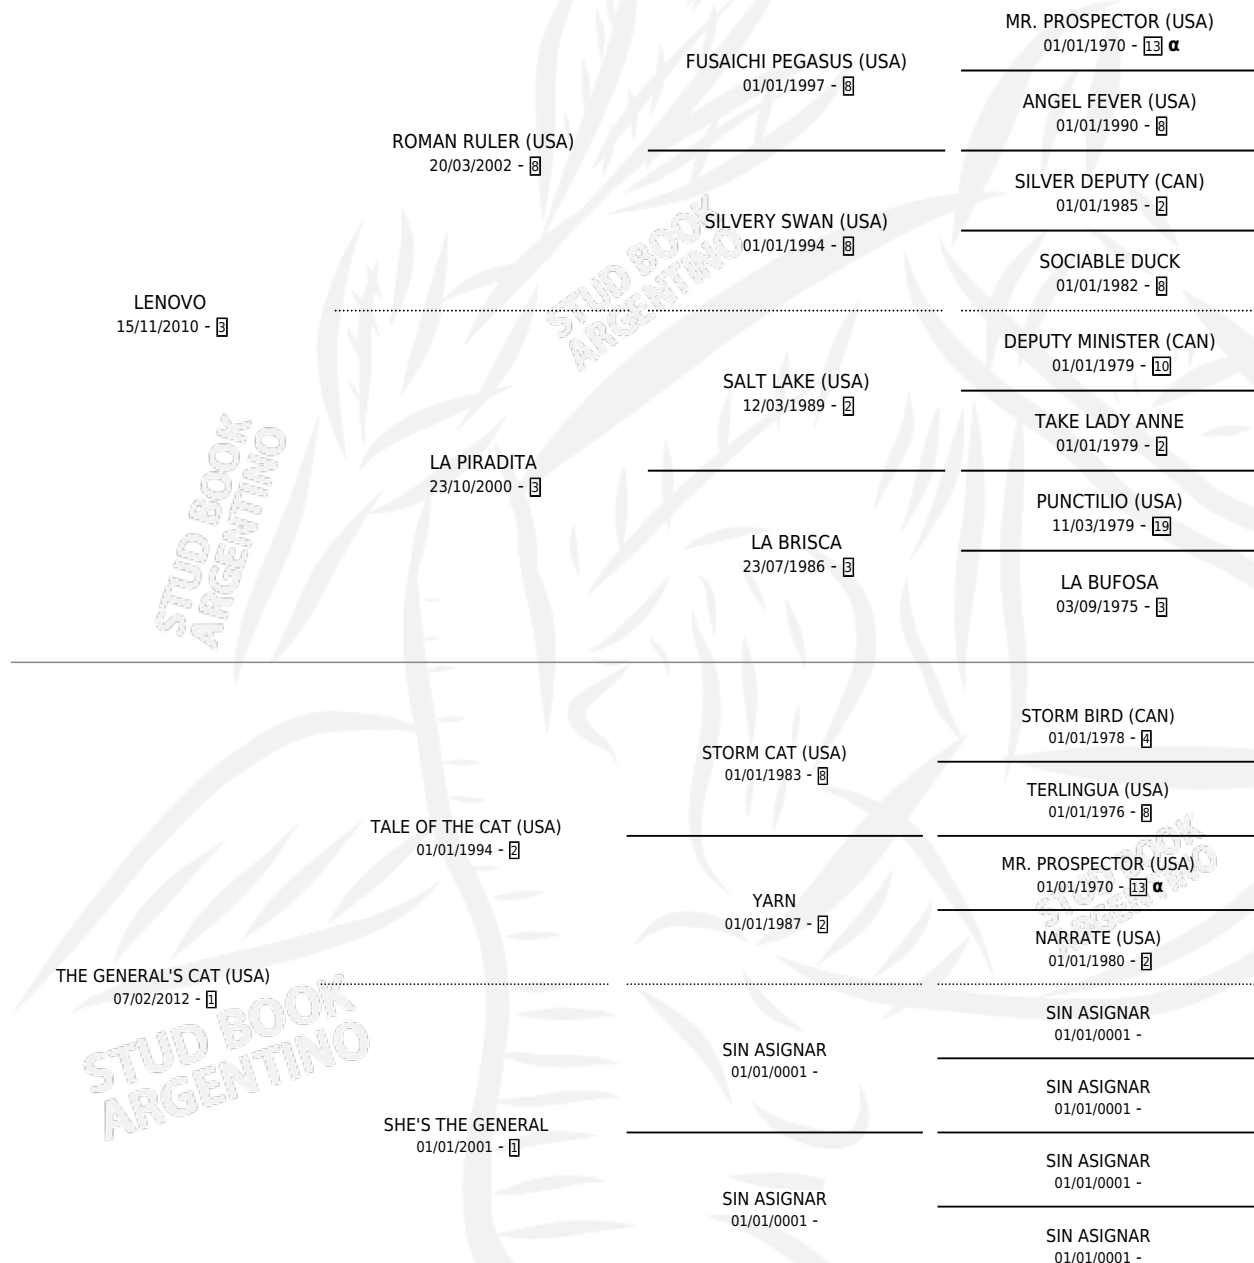 MR. PROSPECTOR (USA)
01/01/1970 - 13 α
FUSAICHI PEGASUS (USA)
01/01/1997 - 8
ANGEL FEVER (USA)
01/01/1990 - 8
ROMAN RULER (USA)
20/03/2002 - 8
SILVER DEPUTY (CAN)
01/01/1985 - 2
SILVERY SWAN (USA)
01/01/1994 - 8
SOCIABLE DUCK
01/01/1982 - 8
STUD BOOK
ARGENTINO
LENOVO
15/11/2010 - 3
DEPUTY MINISTER (CAN)
01/01/1979 - 10
SALT LAKE (USA)
12/03/1989 - 2
TAKE LADY ANNE
01/01/1979 - 2
LA PIRADITA
23/10/2000 - 3
PUNCTILIO (USA)
11/03/1979 - 19
LA BRISCA
23/07/1986 - 3
LA BUFOSA
03/09/1975 - 3
STUD BOOK
ARGENTINO
STORM BIRD (CAN)
01/01/1978 - 4
STORM CAT (USA)
01/01/1983 - 8
TERLINGUA (USA)
01/01/1976 - 8
TALE OF THE CAT (USA)
01/01/1994 - 2
MR. PROSPECTOR (USA)
01/01/1970 - 13 α
STUD BOOK
ARGENTINO
YARN
01/01/1987 - 2
NARRATE (USA)
01/01/1980 - 2
THE GENERAL'S CAT (USA)
07/02/2012 - 1
STUD BOOK
ARGENTINO
SIN ASIGNAR
01/01/0001 -
SIN ASIGNAR
01/01/0001 -
SIN ASIGNAR
01/01/0001 -
SHE'S THE GENERAL
01/01/2001 - 1
SIN ASIGNAR
01/01/0001 -
SIN ASIGNAR
01/01/0001 -
SIN ASIGNAR
01/01/0001 -